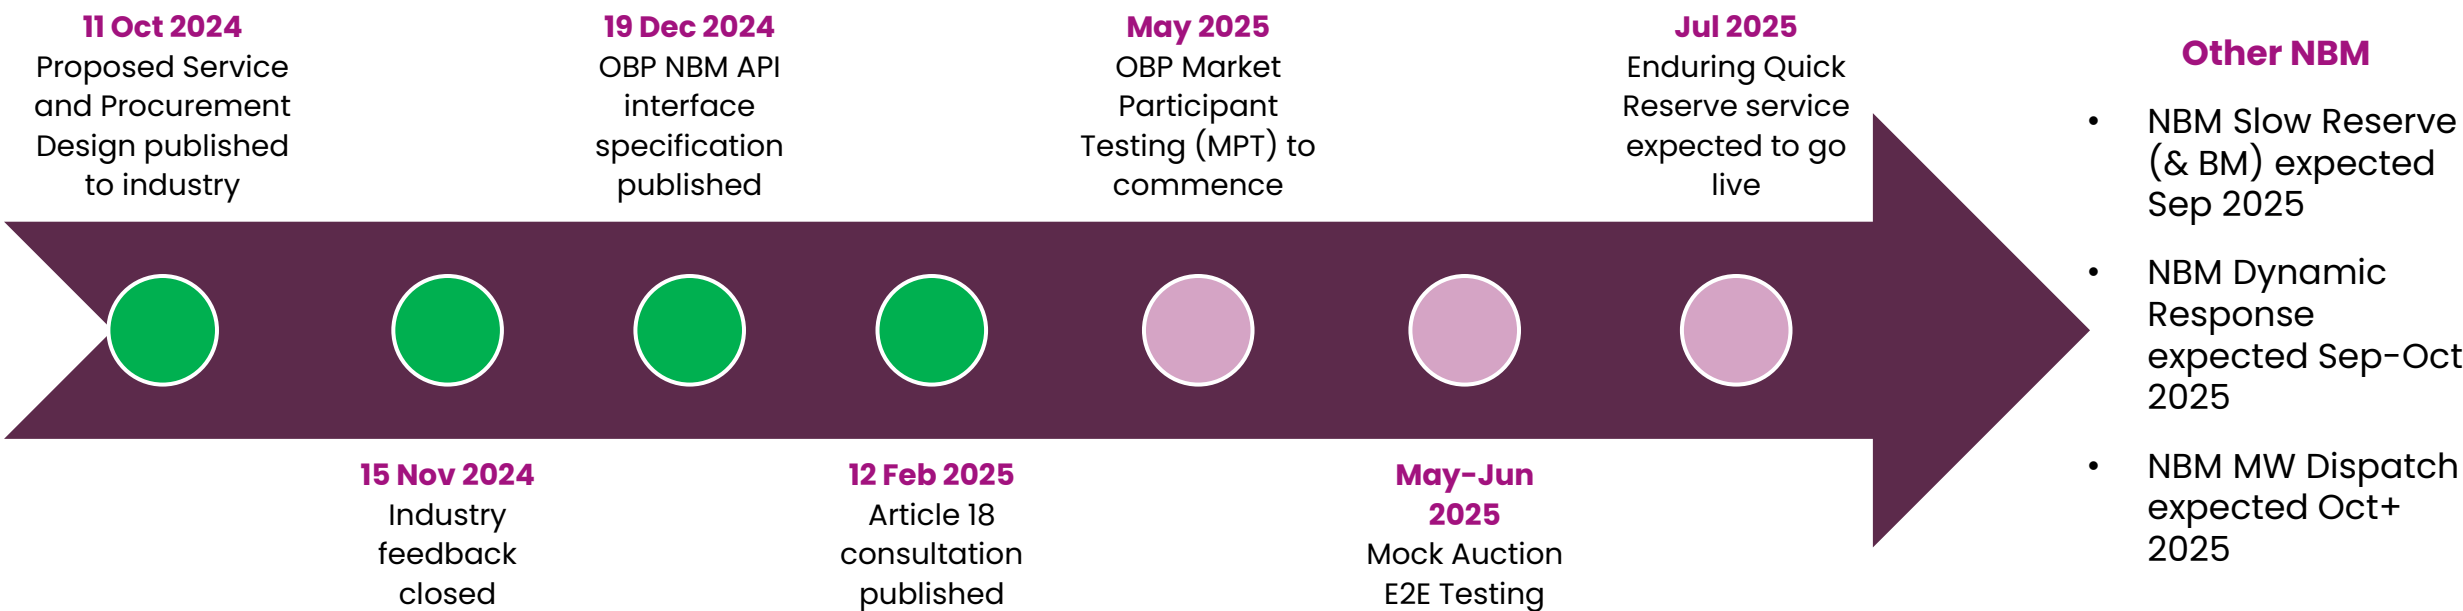 11 Oct 2024
Proposed Service
and Procurement
Design published
to industry
19 Dec 2024
OBP NBM API
interface
specification
published
May 2025
OBP Market
Participant
Testing (MPT) to
commence
Jul 2025
Enduring Quick
Reserve service
expected to go
live
15 Nov 2024
Industry
feedback
closed
12 Feb 2025
Article 18
consultation
published
May-Jun
2025
Mock Auction
E2E Testing
Other NBM
• NBM Slow Reserve
(& BM) expected
Sep 2025
• NBM Dynamic
Response
expected Sep-Oct
2025
• NBM MW Dispatch
expected Oct+
2025